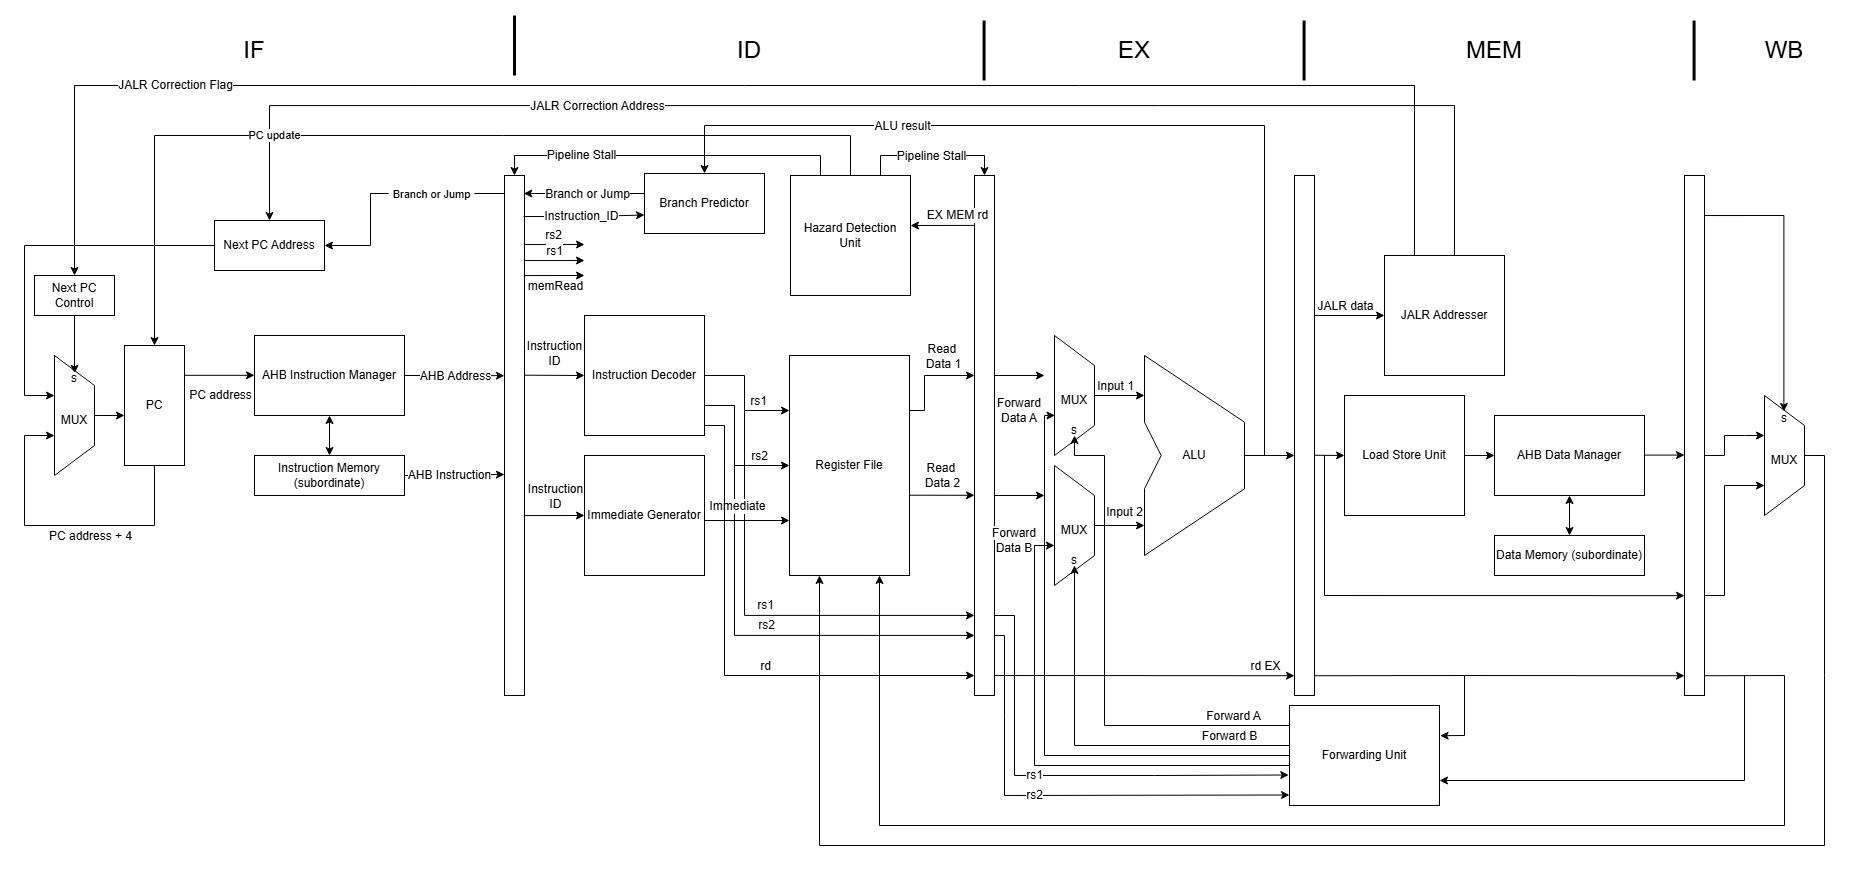 IF
ID
EX
MEM
WB
JALR Correction Flag
JALR Correction Address
PC update
ALU result
Pipeline Stall
Pipeline Stall
Branch or Jump
Branch or Jump
Instruction_ID
rs2
rs1
memRead
Branch Predictor
Hazard Detection
Unit
EX MEM rd
Next PC Address
Next PC
Control
s
MUX
PC
PC address
PC address + 4
AHB Instruction Manager
AHB Address
Instruction Memory
(subordinate)
AHB Instruction
Instruction
ID
Instruction Decoder
Instruction
ID
Immediate Generator
rs1
rs2
Immediate
Register File
Read
Data 1
Read
Data 2
rs1
rs2
rd
Forward
Data A
Forward
Data B
MUX
s
MUX
s
Input 1
Input 2
ALU
rd EX
JALR data
JALR Addresser
Load Store Unit
AHB Data Manager
Data Memory (subordinate)
s
MUX
Forward A
Forward B
rs1
rs2
Forwarding Unit